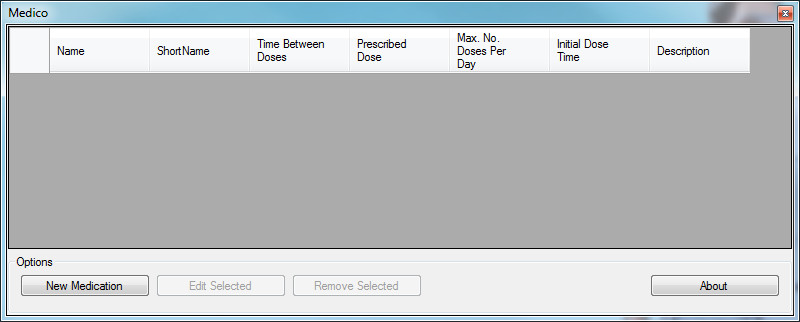 Medico
Name
ShortName
Time Between
Doses
Prescribed
Dose
Max. No.
Doses Per
Day
Initial Dose
Time
Description
Options
New Medication
Edit Selected
Remove Selected
About